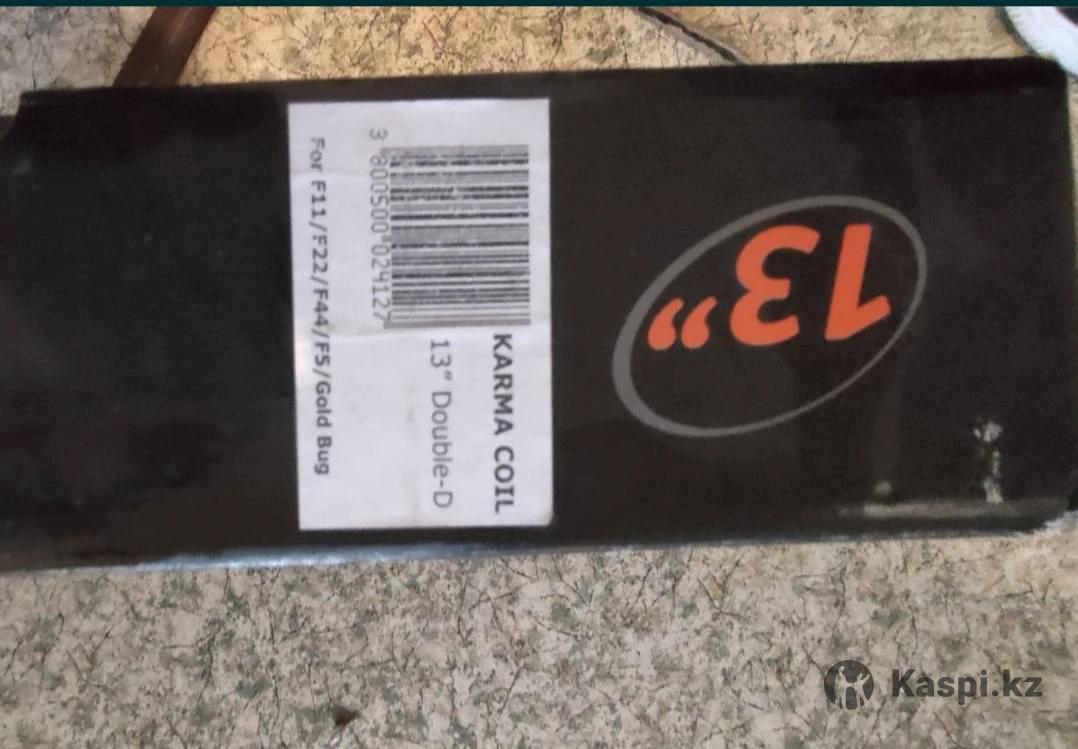 KARMA COIL
13” Double-D
3 800500 024127
For F11/F22/F44/F5/Gold Bug
13”
Kaspi.kz